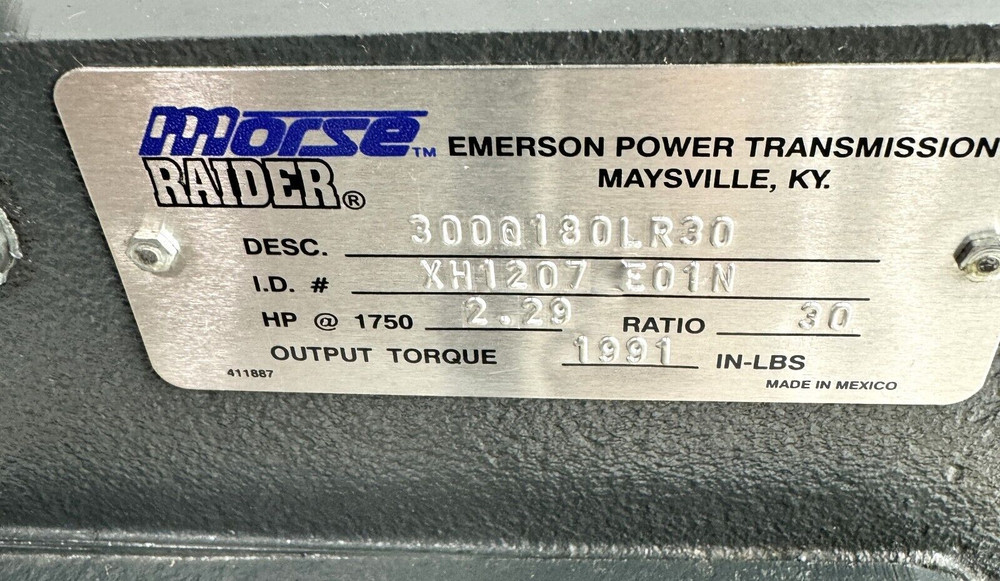 morse™ EMERSON POWER TRANSMISSION
RAIDER® MAYSVILLE, KY.
DESC. 300Q180LR30
I.D. # XH1207 E01N
HP @ 1750 2.29 RATIO 30
OUTPUT TORQUE 1991 IN-LBS
411887 MADE IN MEXICO